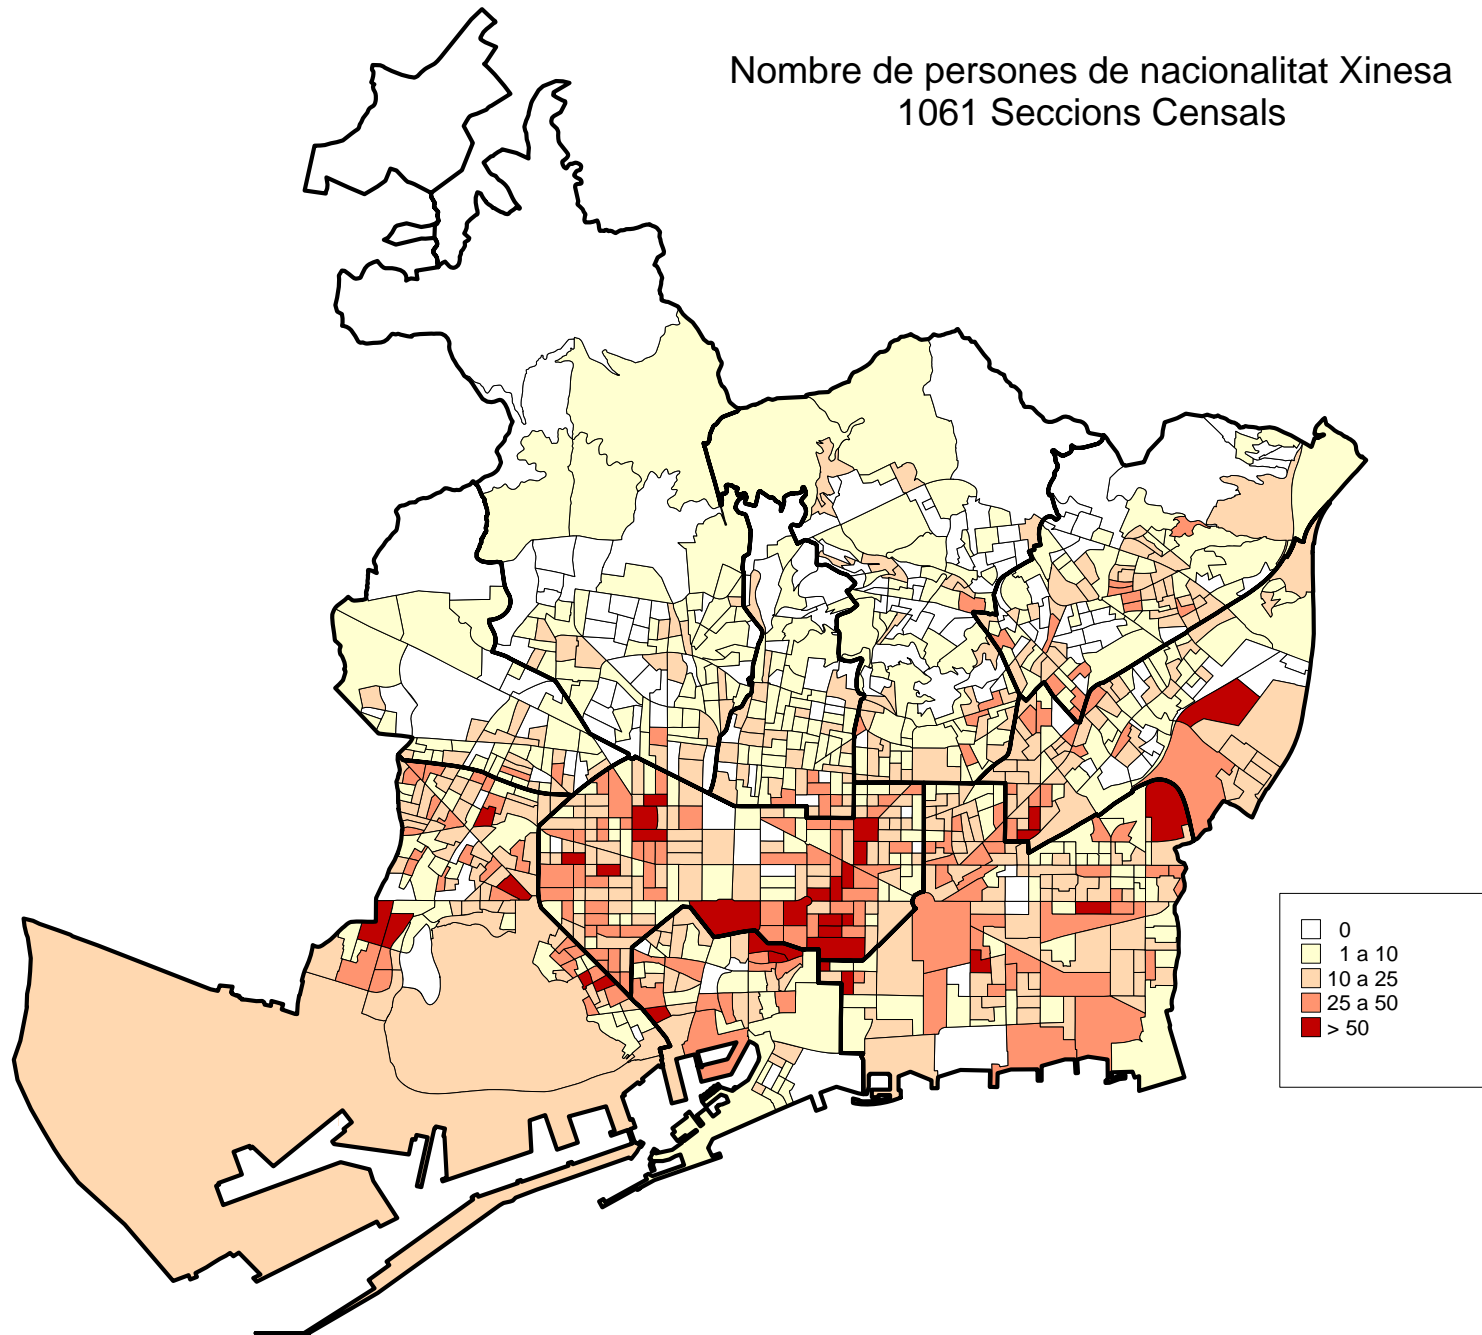 Nombre de persones de nacionalitat Xinesa
1061 Seccions Censals
0
1 a 10
10 a 25
25 a 50
> 50